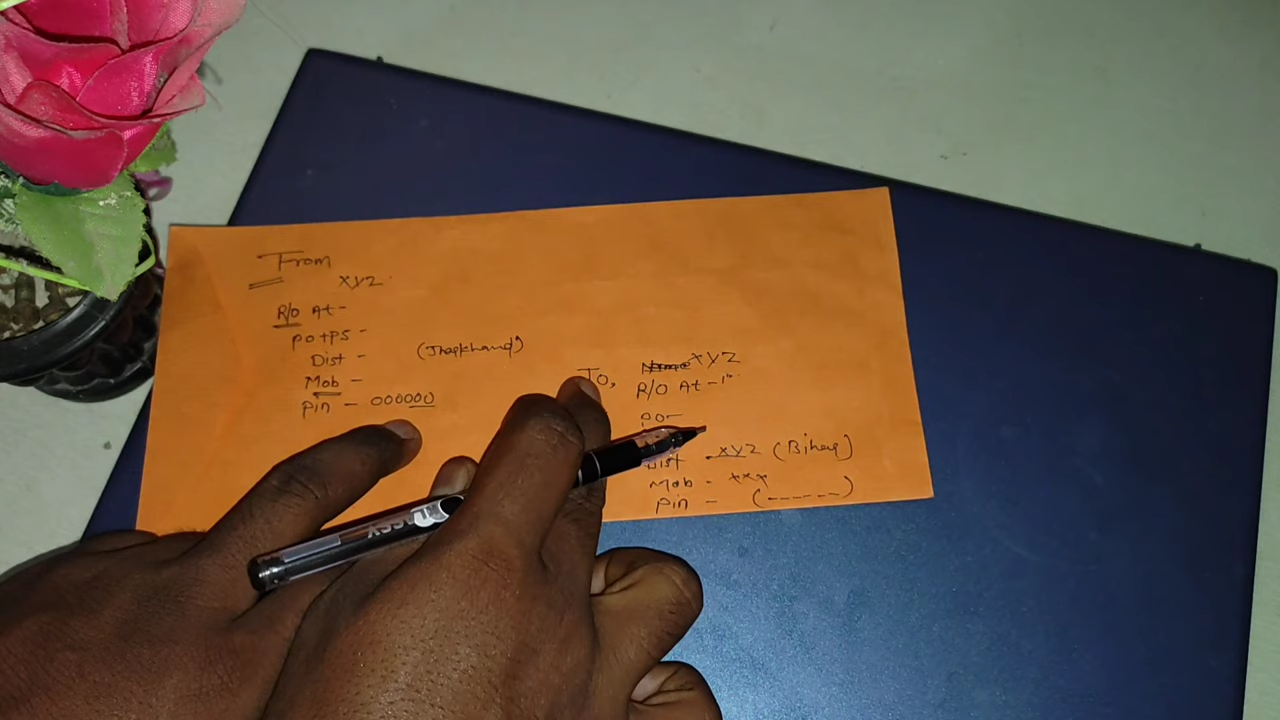 From
XYZ
R/O At -
PO+PS -
Dist - (Jharkhand)
Mob -
Pin - 000000
To, XYZ
R/O At -
PO -
Dist - XYZ (Bihar)
Mob - xxx
Pin - (------)